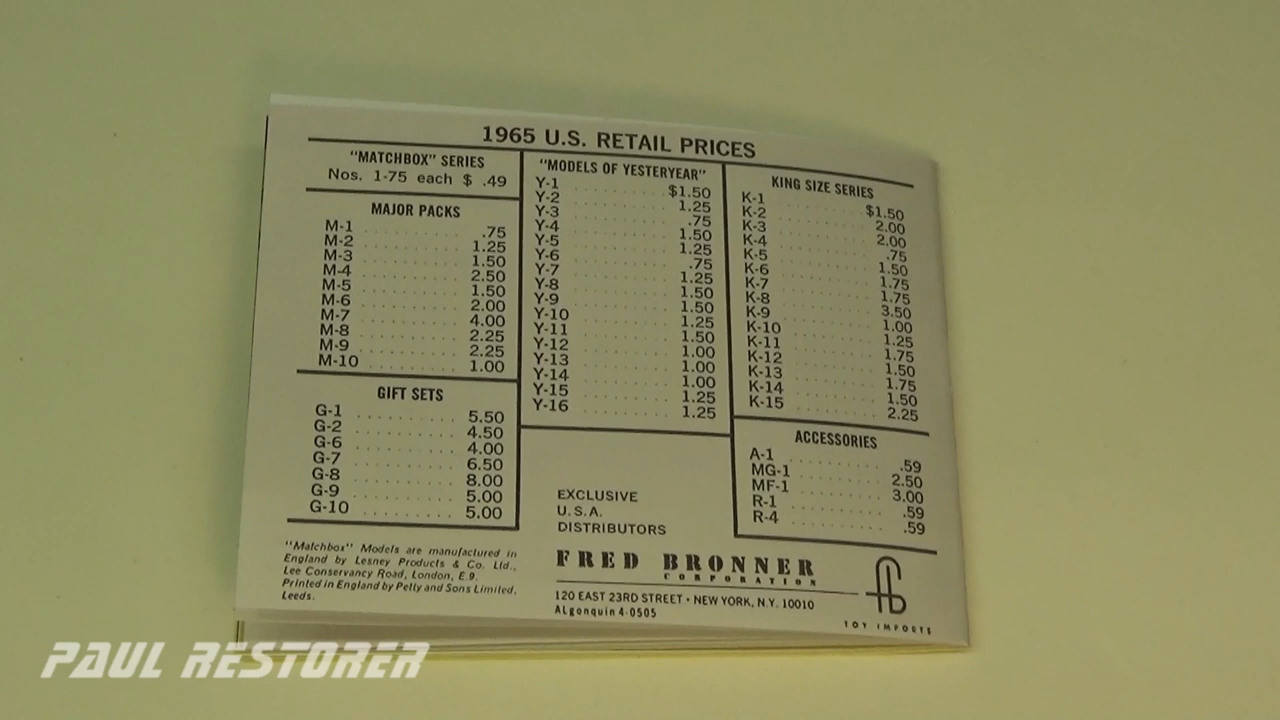 1965 U.S. RETAIL PRICES
"MATCHBOX" SERIES
Nos. 1-75 each $ .49
MAJOR PACKS
M-1 .75
M-2 1.25
M-3 1.50
M-4 2.50
M-5 1.50
M-6 2.00
M-7 4.00
M-8 2.25
M-9 2.25
M-10 1.00
GIFT SETS
G-1 5.50
G-2 4.50
G-6 4.00
G-7 6.50
G-8 8.00
G-9 5.00
G-10 5.00
"Matchbox" Models are manufactured in
England by Lesney Products & Co. Ltd.,
Lee Conservancy Road, London, E.9.
Printed in England by Petty and Sons Limited,
Leeds.
"MODELS OF YESTERYEAR"
Y-1 $1.50
Y-2 1.25
Y-3 .75
Y-4 1.50
Y-5 1.25
Y-6 .75
Y-7 1.25
Y-8 1.50
Y-9 1.50
Y-10 1.25
Y-11 1.50
Y-12 1.00
Y-13 1.00
Y-14 1.00
Y-15 1.25
Y-16 1.25
KING SIZE SERIES
K-1 $1.50
K-2 2.00
K-3 2.00
K-4 .75
K-5 1.50
K-6 1.75
K-7 1.75
K-8 3.50
K-9 1.00
K-10 1.25
K-11 1.75
K-12 1.50
K-13 1.75
K-14 1.50
K-15 2.25
ACCESSORIES
A-1 .59
MG-1 2.50
MF-1 3.00
R-1 .59
R-4 .59
EXCLUSIVE
U.S.A.
DISTRIBUTORS
FRED BRONNER
CORPORATION
120 EAST 23RD STREET • NEW YORK, N.Y. 10010
ALgonquin 4-0505
TOY IMPORTS
PAUL RESTORER